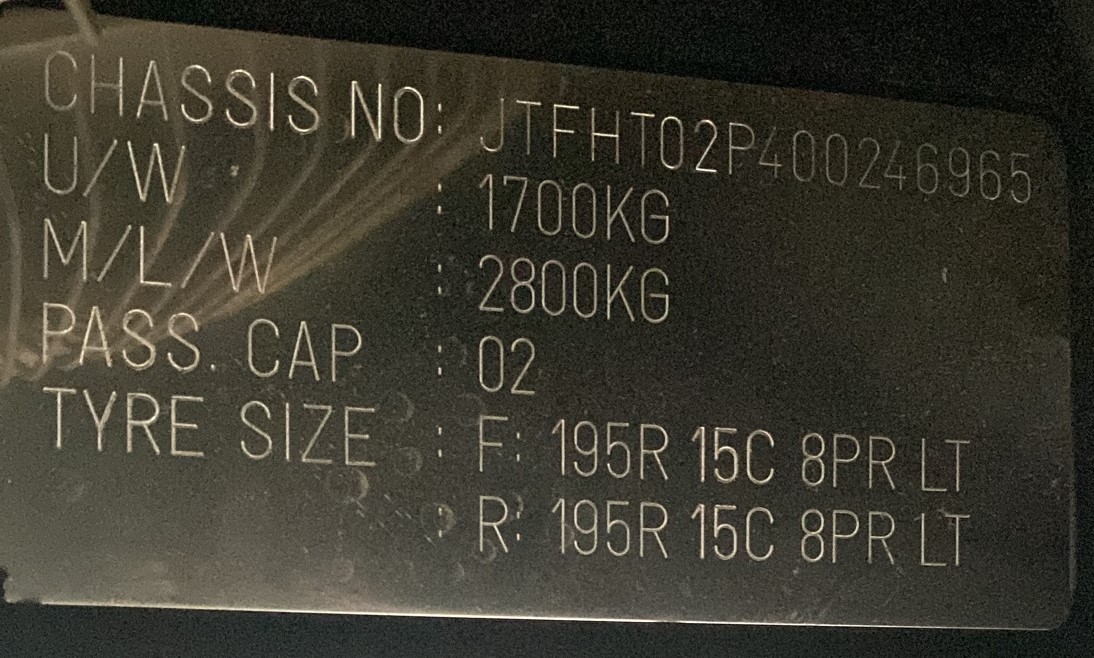 CHASSIS NO: JTFHT02P400246965
U/W : 1700KG
M/L/W : 2800KG
PASS. CAP : 02
TYRE SIZE : F: 195R 15C 8PR LT
: R: 195R 15C 8PR LT